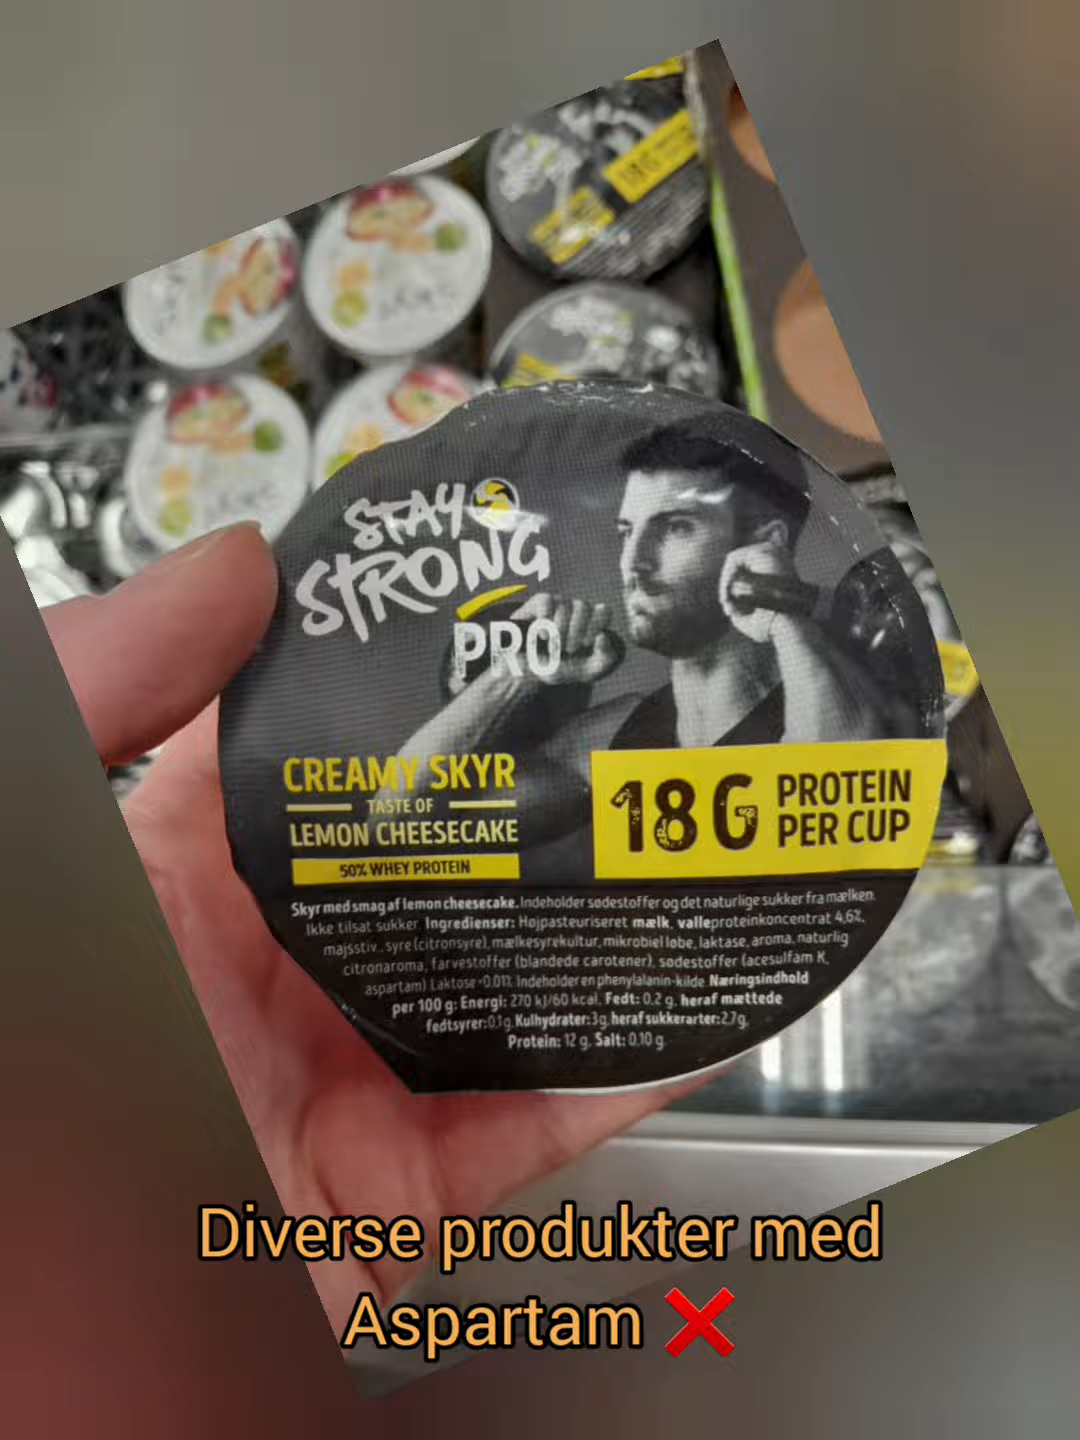 STAY
STRONG
PRO
CREAMY SKYR
TASTE OF
LEMON CHEESECAKE
50% WHEY PROTEIN
18 G PROTEIN
PER CUP
Skyr med smag af lemon cheesecake. Indeholder sødestoffer og det naturlige sukker fra mælken.
Ikke tilsat sukker. Ingredienser: Højpasteuriseret mælk, valleproteinkoncentrat 4,6%,
majsstiv., syre (citronsyre), mælkesyrekultur, mikrobiel løbe, laktase, aroma, naturlig
citronaroma, farvestoffer (blandede carotener), sødestoffer (acesulfam K,
aspartam) Laktose <0,01%. Indeholder en phenylalanin-kilde. Næringsindhold
per 100 g: Energi: 270 kJ/60 kcal. Fedt: 0,2 g, heraf mættede
fedtsyrer: 0,1 g. Kulhydrater: 3 g, heraf sukkerarter: 2,7 g.
Protein: 12 g. Salt: 0,10 g.
Diverse produkter med
Aspartam ❌